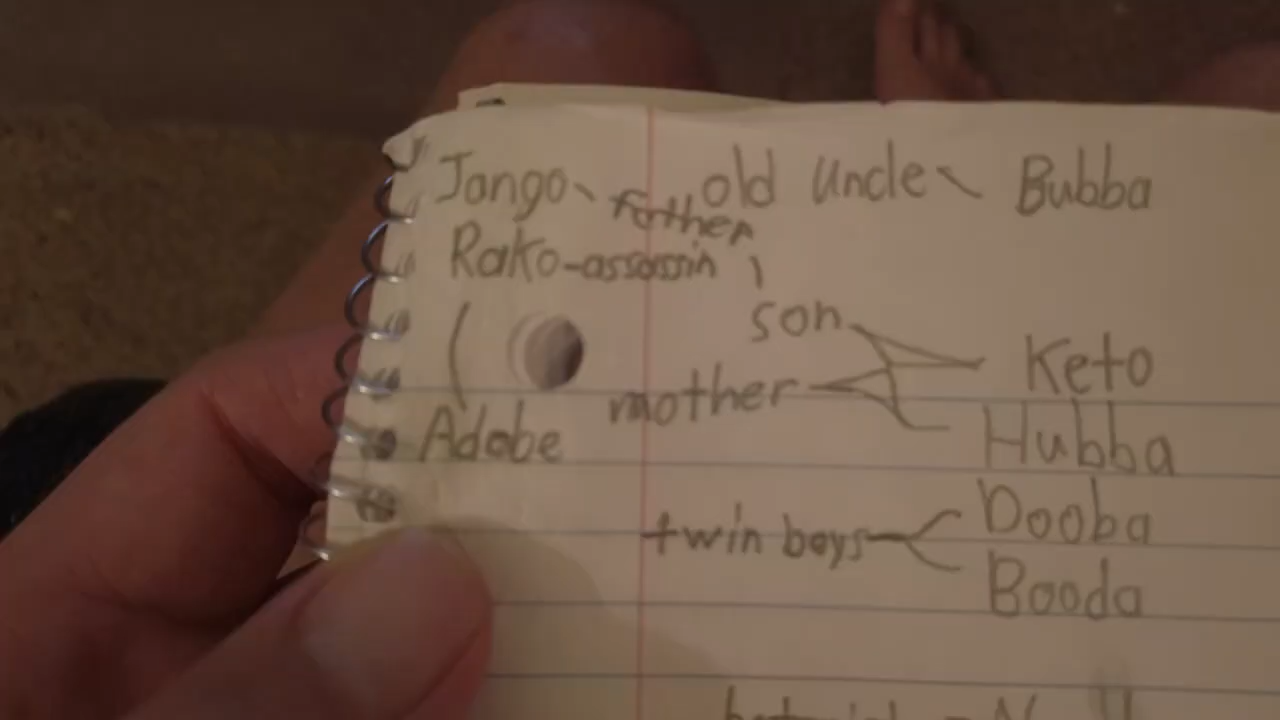 Jango old Uncle Bubba
father
Rako-assassin
son
Keto
mother
Adobe Hubba
Dooba
twin boys
Booda